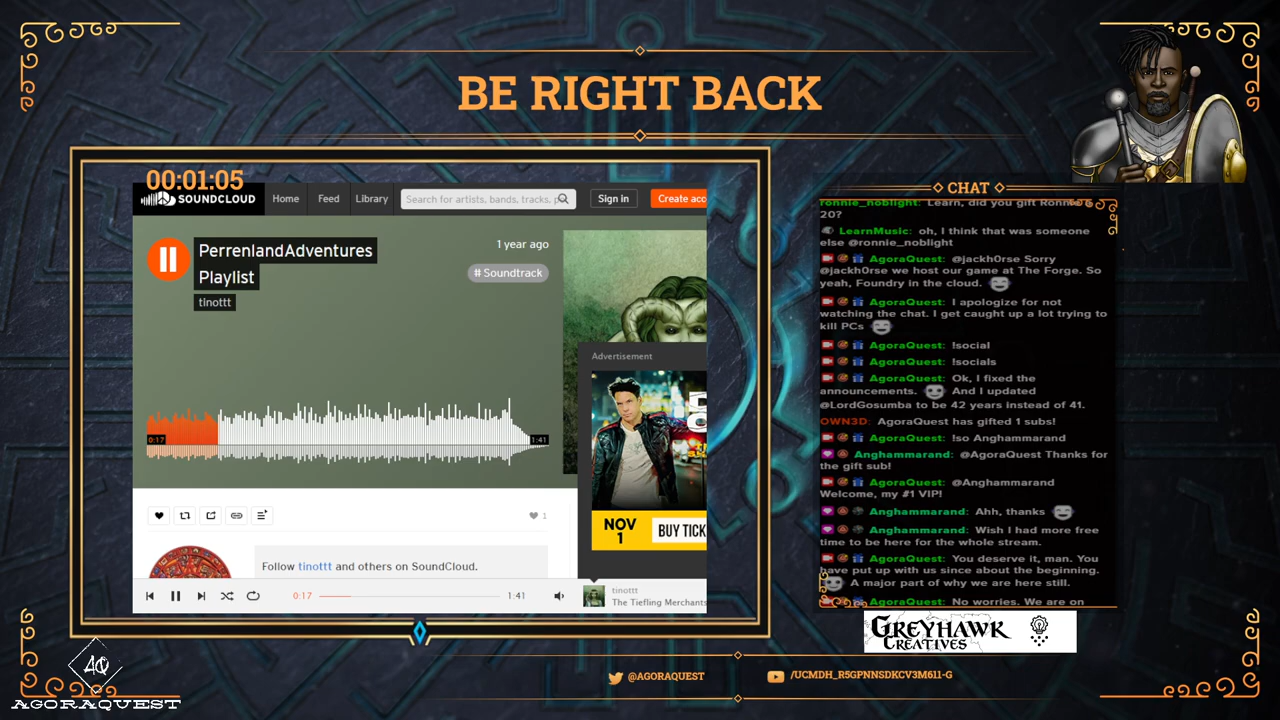 BE RIGHT BACK
00:01:05
SOUNDCLOUD
Home
Feed
Library
Search for artists, bands, tracks, p
Sign in
Create acc
PerrenlandAdventures
Playlist
tinottt
1 year ago
# Soundtrack
0:17
1:41
Advertisement
NOV
1
BUY TICK
1
Follow tinottt and others on SoundCloud.
0:17
1:41
tinottt
The Tiefling Merchants
CHAT
ronnie_noblight: Learn, did you gift Ronnie
20?
LearnMusic: oh, I think that was someone
else @ronnie_noblight
AgoraQuest: @jackh0rse Sorry
@jackh0rse we host our game at The Forge. So
yeah, Foundry in the cloud.
AgoraQuest: I apologize for not
watching the chat. I get caught up a lot trying to
kill PCs
AgoraQuest: !social
AgoraQuest: !socials
AgoraQuest: Ok, I fixed the
announcements. And I updated
@LordGosumba to be 42 years instead of 41.
OWN3D: AgoraQuest has gifted 1 subs!
AgoraQuest: !so Anghammarand
Anghammarand: @AgoraQuest Thanks for
the gift sub!
AgoraQuest: @Anghammarand
Welcome, my #1 VIP!
Anghammarand: Ahh, thanks
Anghammarand: Wish I had more free
time to be here for the whole stream.
AgoraQuest: You deserve it, man. You
have put up with us since about the beginning.
A major part of why we are here still.
AgoraQuest: No worries. We are on
GREYHAWK
CREATIVES
AQ
AGORAQUEST
@AGORAQUEST
/UCMDH_R5GPNNSDKCV3M611-G